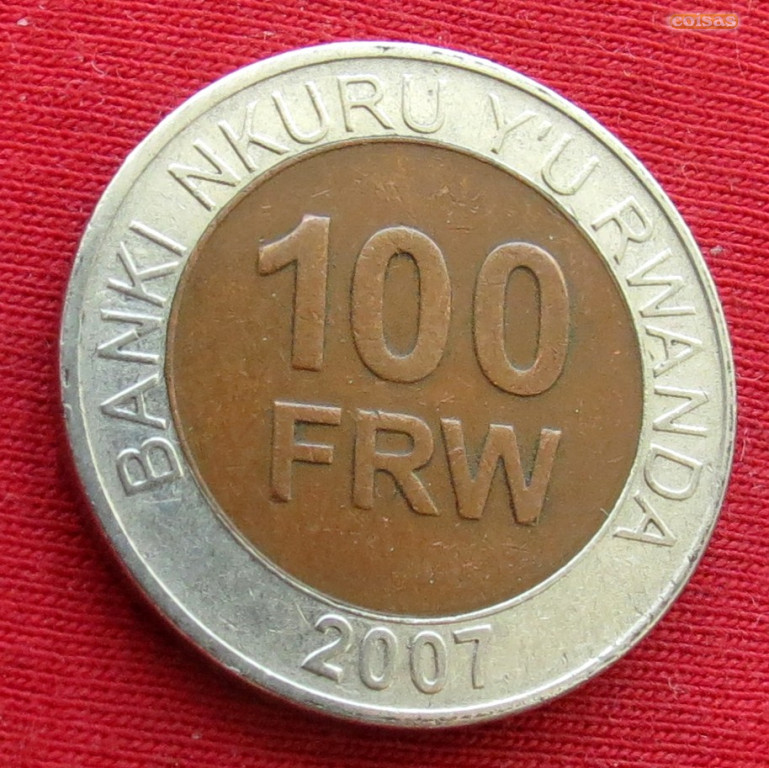 coisas
BANKI NKURU Y'U RWANDA
100
FRW
2007